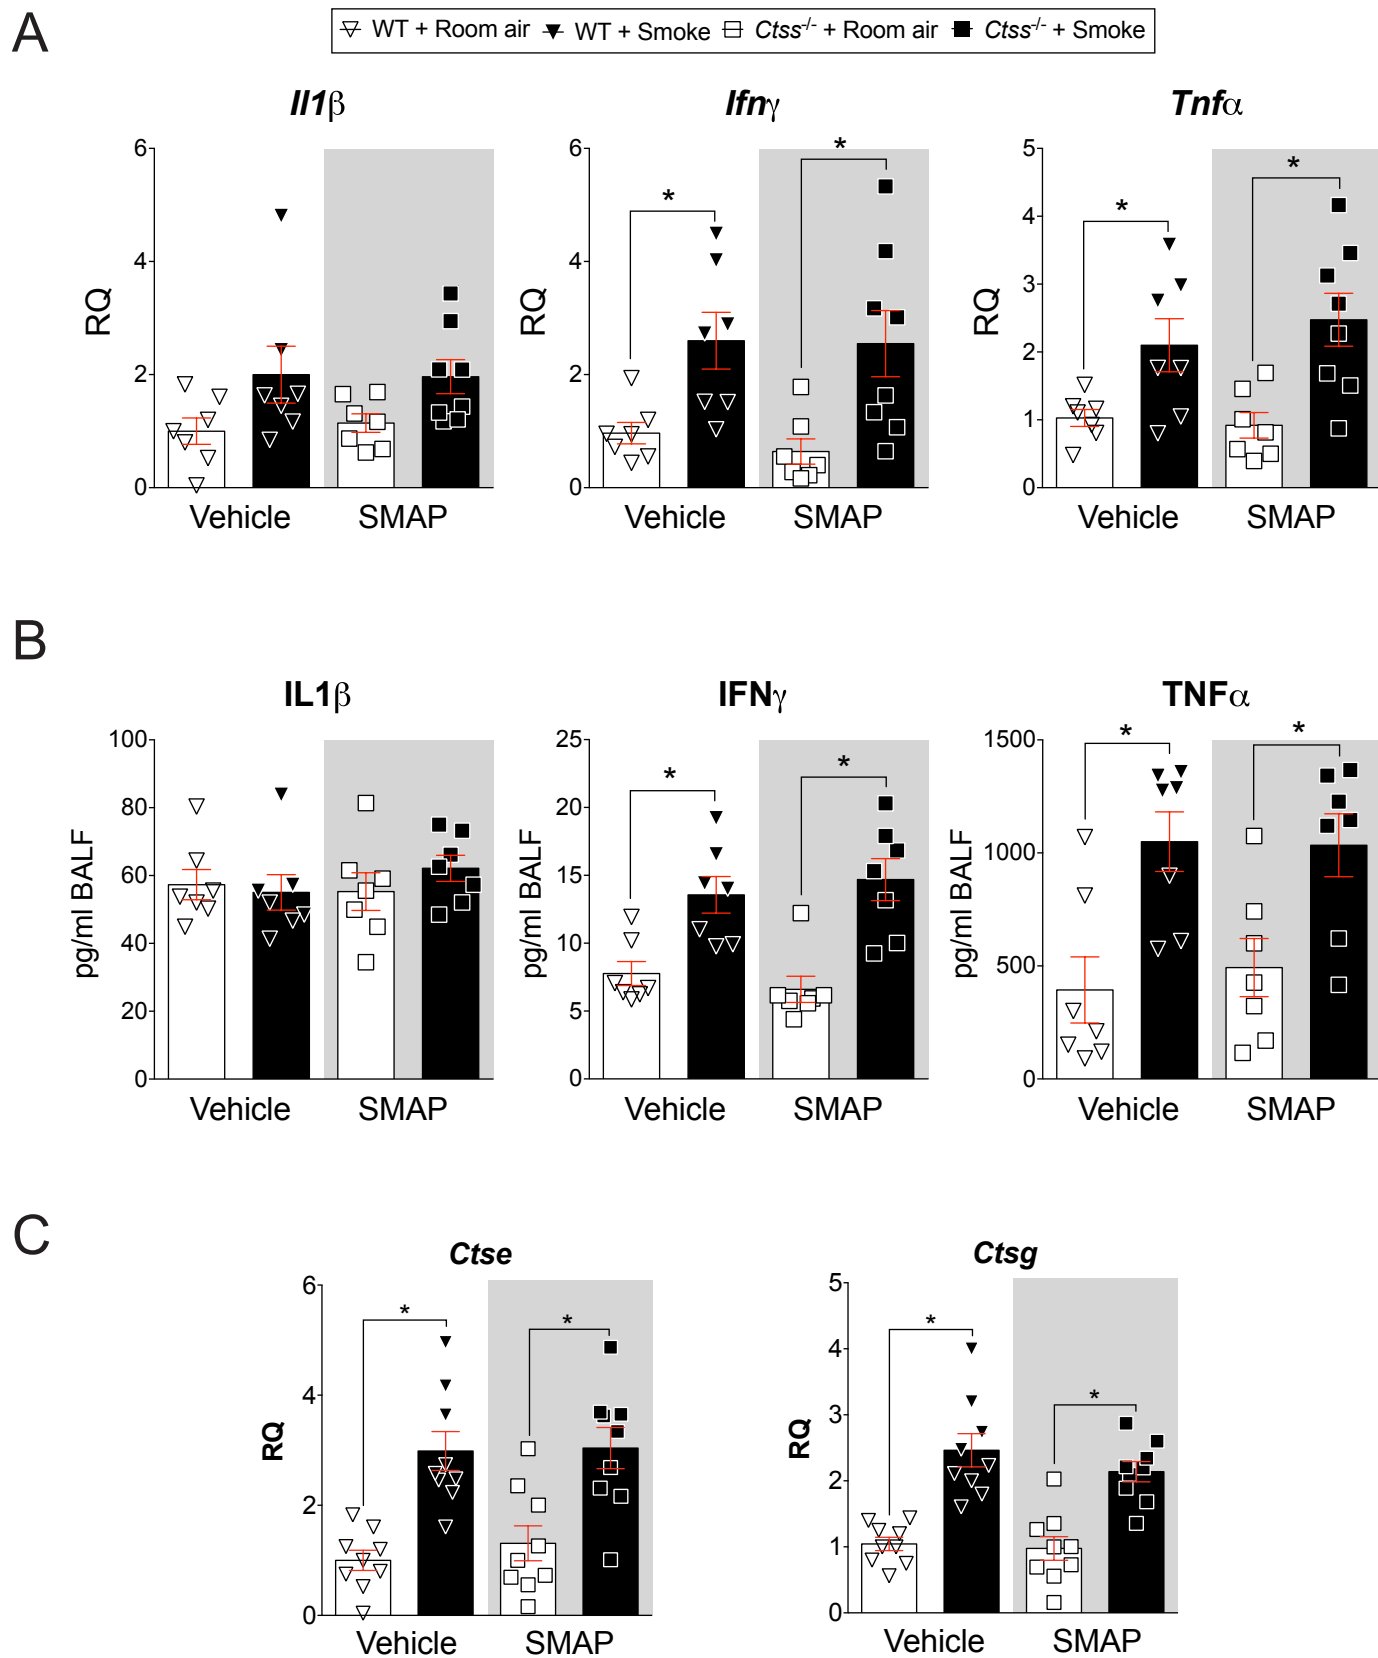 A
WT + Room air WT + Smoke Ctss-/- + Room air Ctss-/- + Smoke
Il1β Ifnγ Tnfα
RQ
6
4
2
0
Vehicle SMAP
RQ
6
4
2
0
*
*
Vehicle SMAP
RQ
5
4
3
2
1
0
*
*
Vehicle SMAP
B
IL1β IFNγ TNFα
pg/ml BALF
100
80
60
40
20
0
Vehicle SMAP
pg/ml BALF
25
20
15
10
5
0
*
*
Vehicle SMAP
pg/ml BALF
1500
1000
500
0
*
*
Vehicle SMAP
C
Ctse Ctsg
RQ
6
4
2
0
*
*
Vehicle SMAP
RQ
5
4
3
2
1
0
*
*
Vehicle SMAP